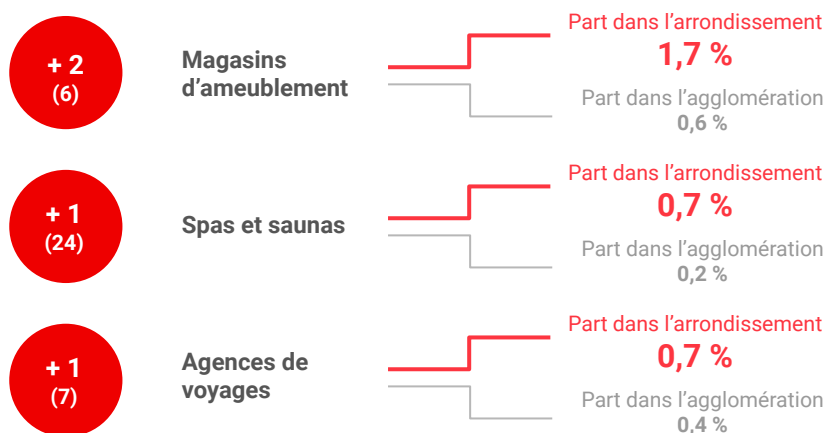 + 2
(6)
Magasins
d’ameublement
Part dans l’arrondissement
1,7 %
Part dans l’agglomération
0,6 %
+ 1
(24)
Spas et saunas
Part dans l’arrondissement
0,7 %
Part dans l’agglomération
0,2 %
+ 1
(7)
Agences de
voyages
Part dans l’arrondissement
0,7 %
Part dans l’agglomération
0,4 %